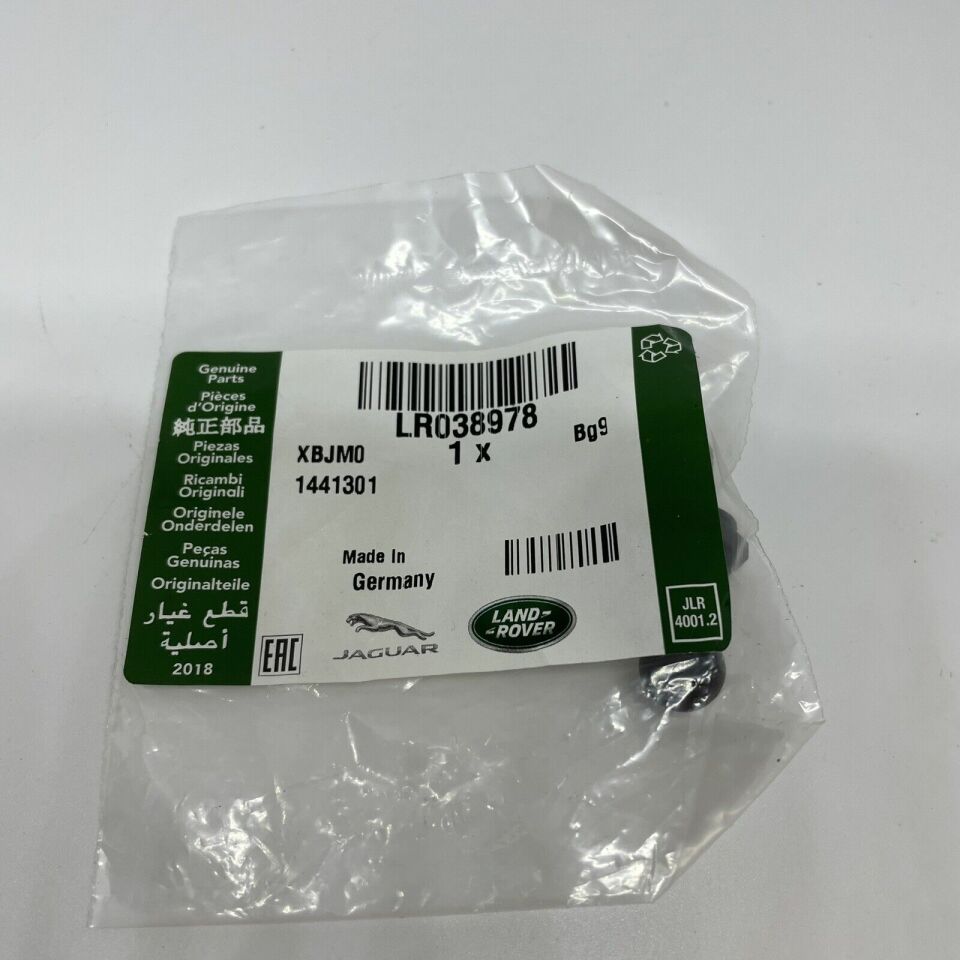 Genuine
Parts
Pièces
d'Origine
純正部品
Piezas
Originales
Ricambi
Originali
Originele
Onderdelen
Peças
Genuinas
Originalteile
قطع غيار
أصلية
2018
LR038978
XBJM0
1 x
Bg9
1441301
Made In
Germany
EAC
JAGUAR
LAND-
-ROVER
JLR
4001.2